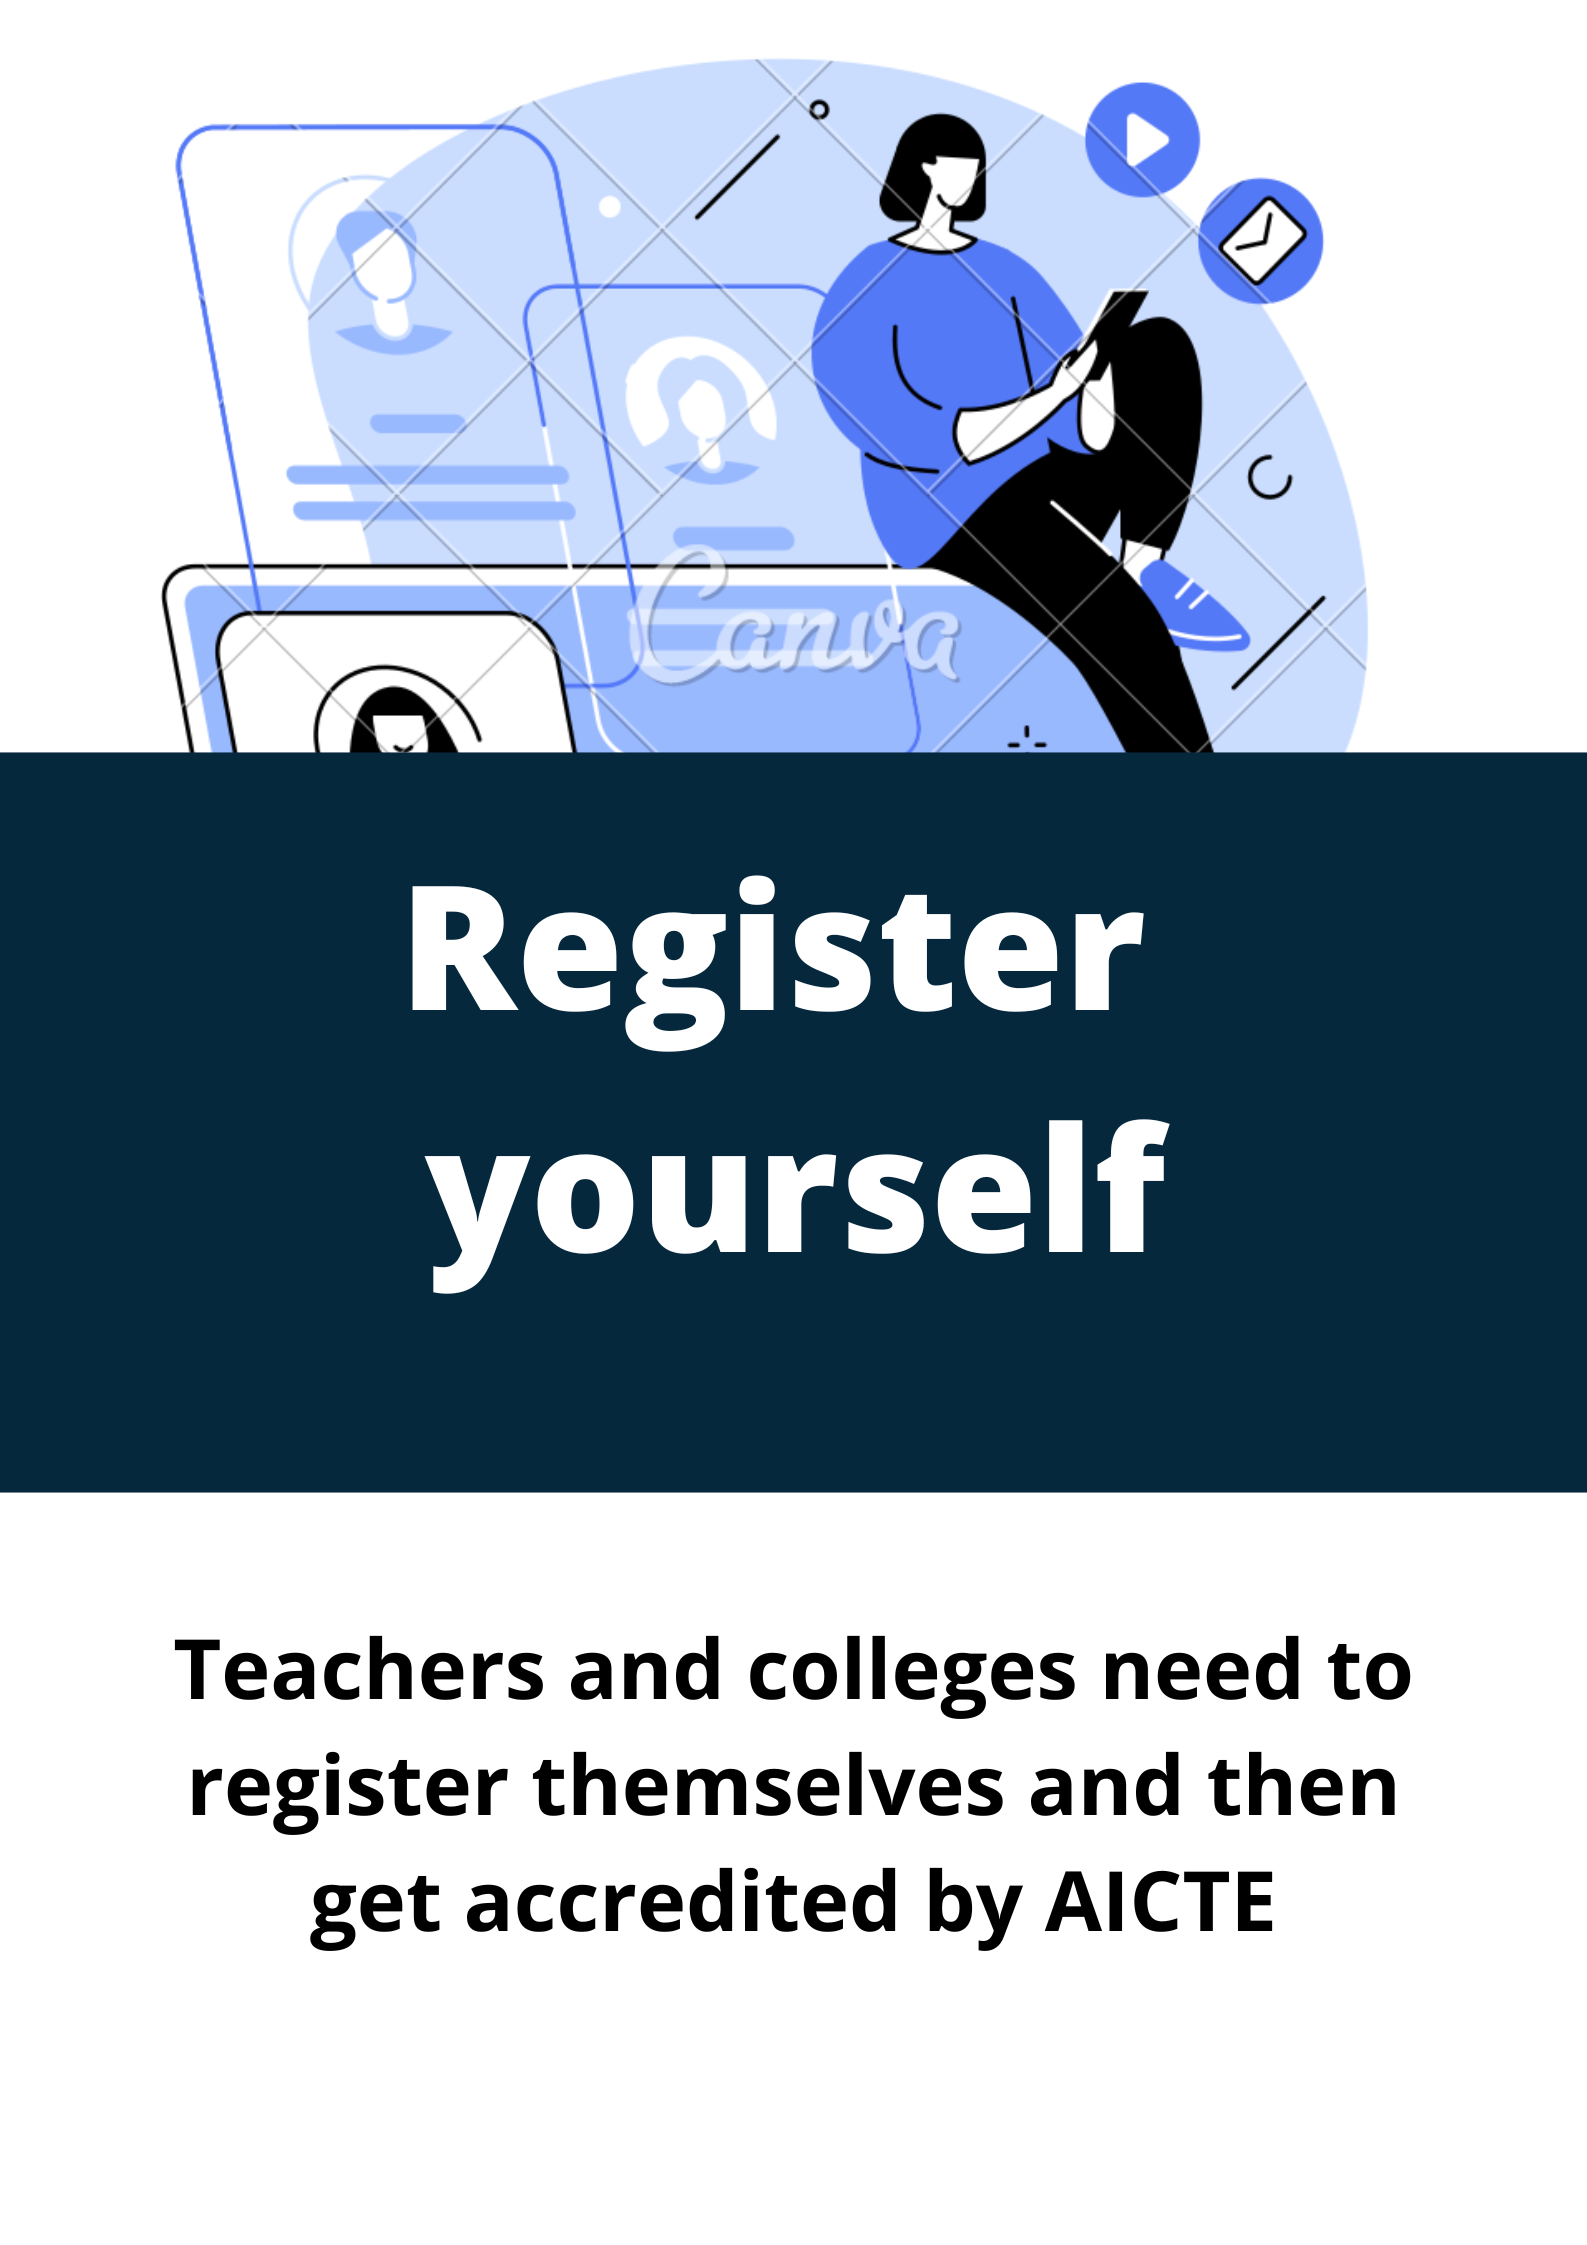 Canva
Register
yourself
Teachers and colleges need to
register themselves and then
get accredited by AICTE